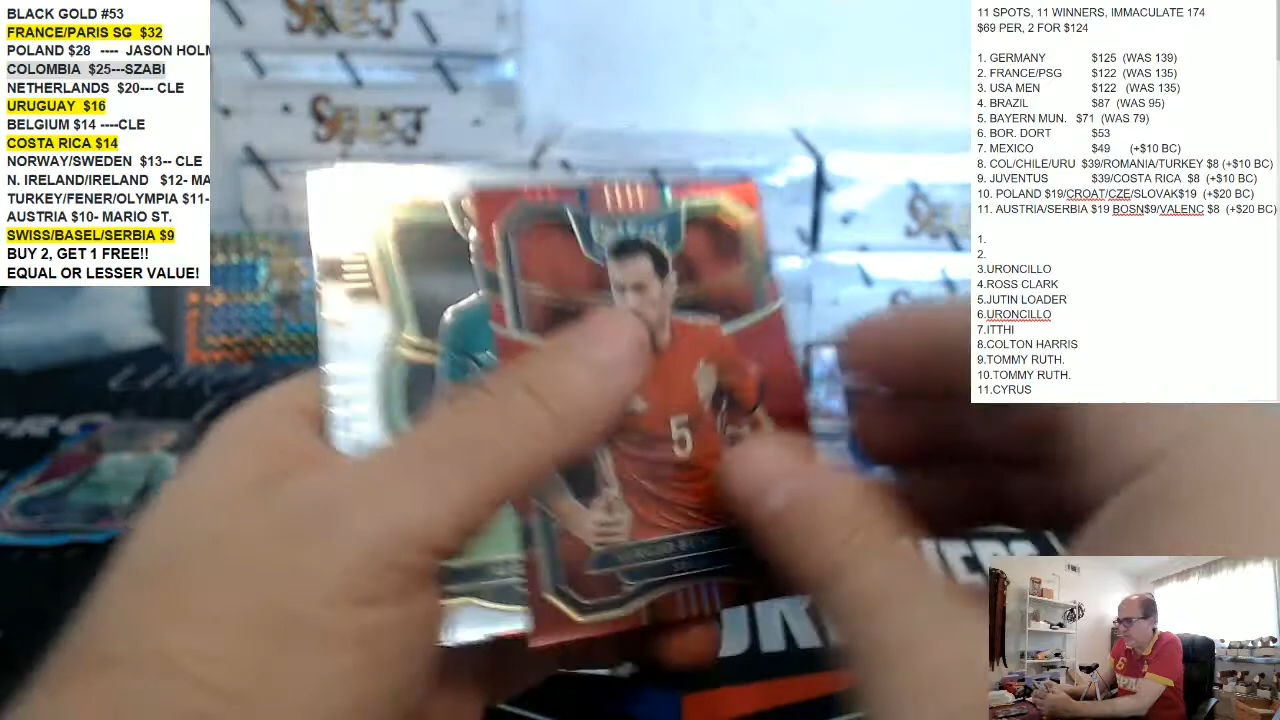 BLACK GOLD #53
FRANCE/PARIS SG $32
POLAND $28 ---- JASON HOLM
COLOMBIA $25---SZABI
NETHERLANDS $20--- CLE
URUGUAY $16
BELGIUM $14 ----CLE
COSTA RICA $14
NORWAY/SWEDEN $13-- CLE
N. IRELAND/IRELAND $12- MA
TURKEY/FENER/OLYMPIA $11-
AUSTRIA $10- MARIO ST.
SWISS/BASEL/SERBIA $9
BUY 2, GET 1 FREE!!
EQUAL OR LESSER VALUE!
11 SPOTS, 11 WINNERS, IMMACULATE 174
$69 PER, 2 FOR $124
1. GERMANY $125 (WAS 139)
2. FRANCE/PSG $122 (WAS 135)
3. USA MEN $122 (WAS 135)
4. BRAZIL $87 (WAS 95)
5. BAYERN MUN. $71 (WAS 79)
6. BOR. DORT $53
7. MEXICO $49 (+$10 BC)
8. COL/CHILE/URU $39/ROMANIA/TURKEY $8 (+$10 BC)
9. JUVENTUS $39/COSTA RICA $8 (+$10 BC)
10. POLAND $19/CROAT/CZE/SLOVAK$19 (+$20 BC)
11. AUSTRIA/SERBIA $19 BOSN$9/VALENC $8 (+$20 BC)
1.
2.
3.URONCILLO
4.ROSS CLARK
5.JUTIN LOADER
6.URONCILLO
7.ITTHI
8.COLTON HARRIS
9.TOMMY RUTH.
10.TOMMY RUTH.
11.CYRUS
SELECT
SELECT
5